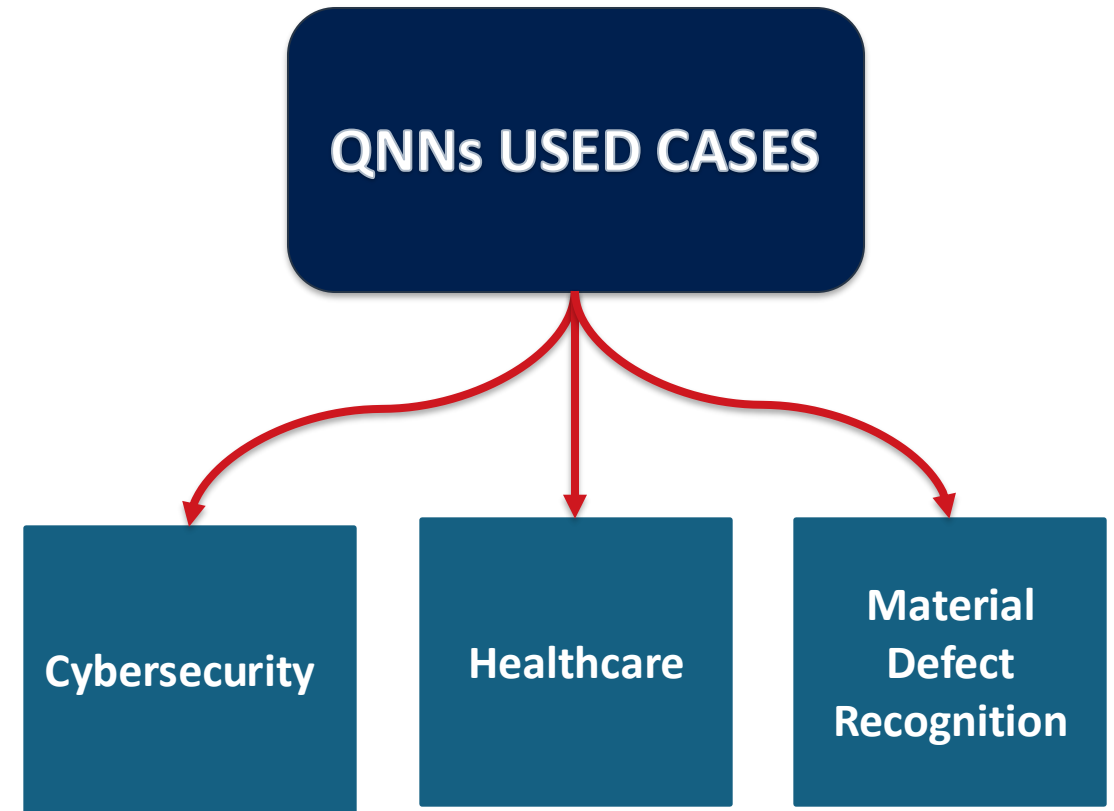 QNNs USED CASES
Cybersecurity
Healthcare
Material
Defect
Recognition